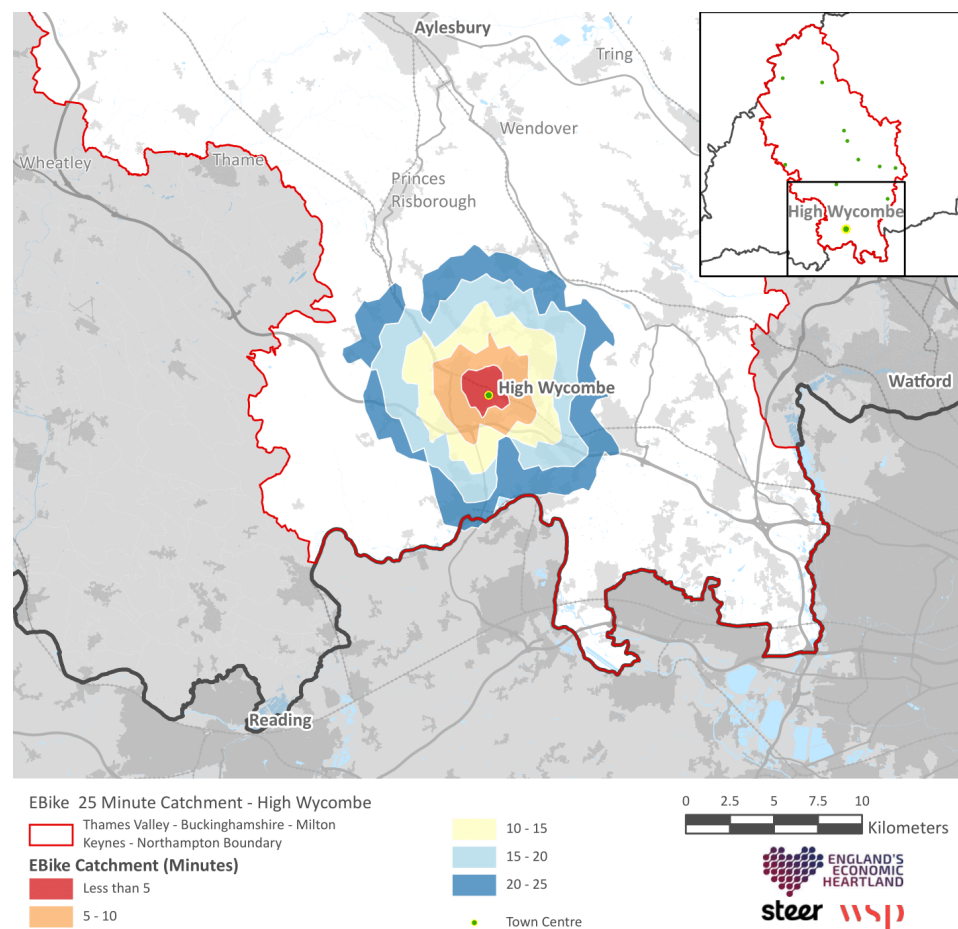 Aylesbury
Tring
Wendover
Wheatley
Thame
Princes
Risborough
High Wycombe
High Wycombe
Watford
Reading
EBike 25 Minute Catchment - High Wycombe
Thames Valley - Buckinghamshire - Milton
Keynes - Northampton Boundary
EBike Catchment (Minutes)
Less than 5
5 - 10
10 - 15
15 - 20
20 - 25
Town Centre
0 2.5 5 7.5 10
Kilometers
ENGLAND'S
ECONOMIC
HEARTLAND
steer wsp